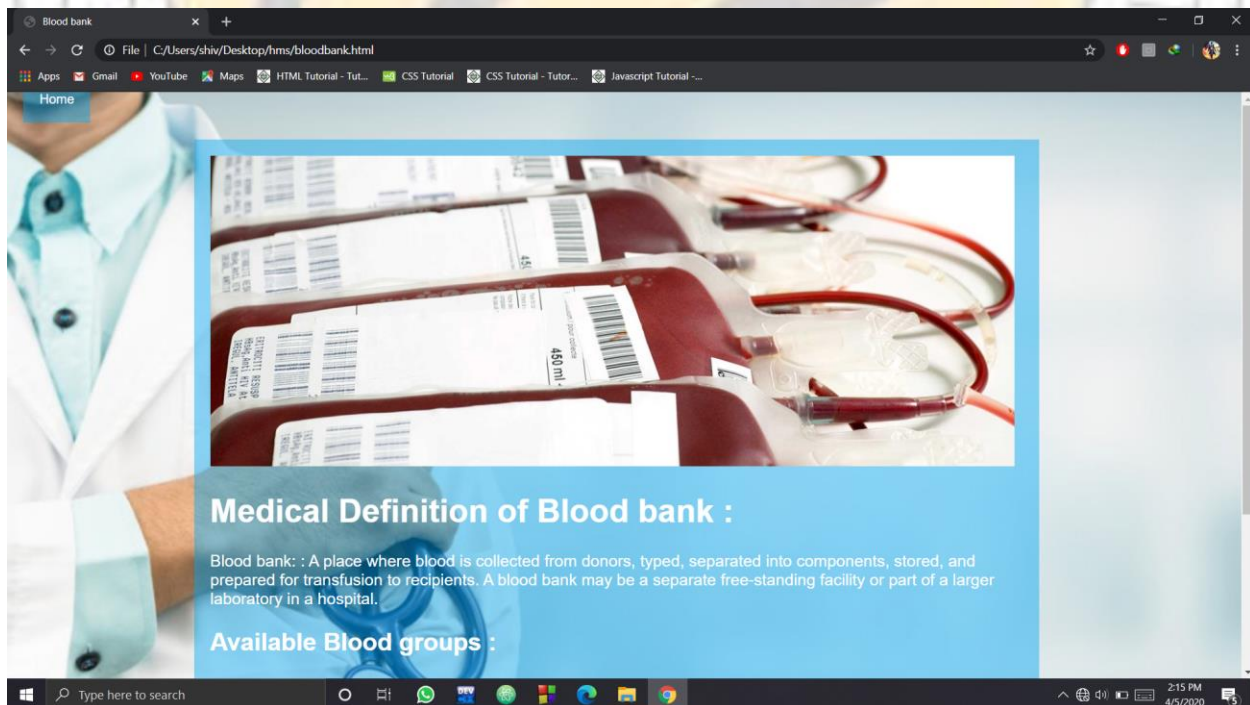 Blood bank
File | C:/Users/shiv/Desktop/hms/bloodbank.html
Apps Gmail YouTube Maps HTML Tutorial - Tut... CSS Tutorial CSS Tutorial - Tutor... Javascript Tutorial -...
Home
450 ml
Medical Definition of Blood bank :
Blood bank: : A place where blood is collected from donors, typed, separated into components, stored, and
prepared for transfusion to recipients. A blood bank may be a separate free-standing facility or part of a larger
laboratory in a hospital.
Available Blood groups :
Type here to search
DEV
2:15 PM
4/5/2020
5